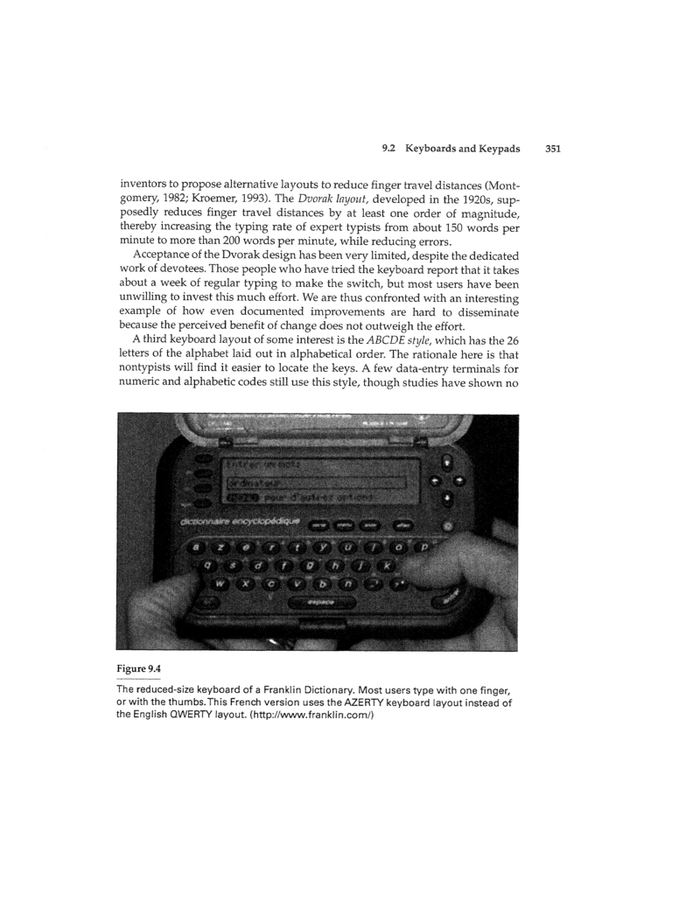 9.2 Keyboards and Keypads 351
inventors to propose alternative layouts to reduce finger travel distances (Mont-
gomery, 1982; Kroemer, 1993). The Dvorak layout, developed in the 1920s, sup-
posedly reduces finger travel distances by at least one order of magnitude,
thereby increasing the typing rate of expert typists from about 150 words per
minute to more than 200 words per minute, while reducing errors.
Acceptance of the Dvorak design has been very limited, despite the dedicated
work of devotees. Those people who have tried the keyboard report that it takes
about a week of regular typing to make the switch, but most users have been
unwilling to invest this much effort. We are thus confronted with an interesting
example of how even documented improvements are hard to disseminate
because the perceived benefit of change does not outweigh the effort.
A third keyboard layout of some interest is the ABCDE style, which has the 26
letters of the alphabet laid out in alphabetical order. The rationale here is that
nontypists will find it easier to locate the keys. A few data-entry terminals for
numeric and alphabetic codes still use this style, though studies have shown no
Entrer un mot:
ordinateur
pour d'autres options
dictionnaire encyclopédique
a z e r t y u i o p
q s d f g h j k
w x c v b n
espace
Figure 9.4
The reduced-size keyboard of a Franklin Dictionary. Most users type with one finger,
or with the thumbs. This French version uses the AZERTY keyboard layout instead of
the English QWERTY layout. (http://www.franklin.com/)